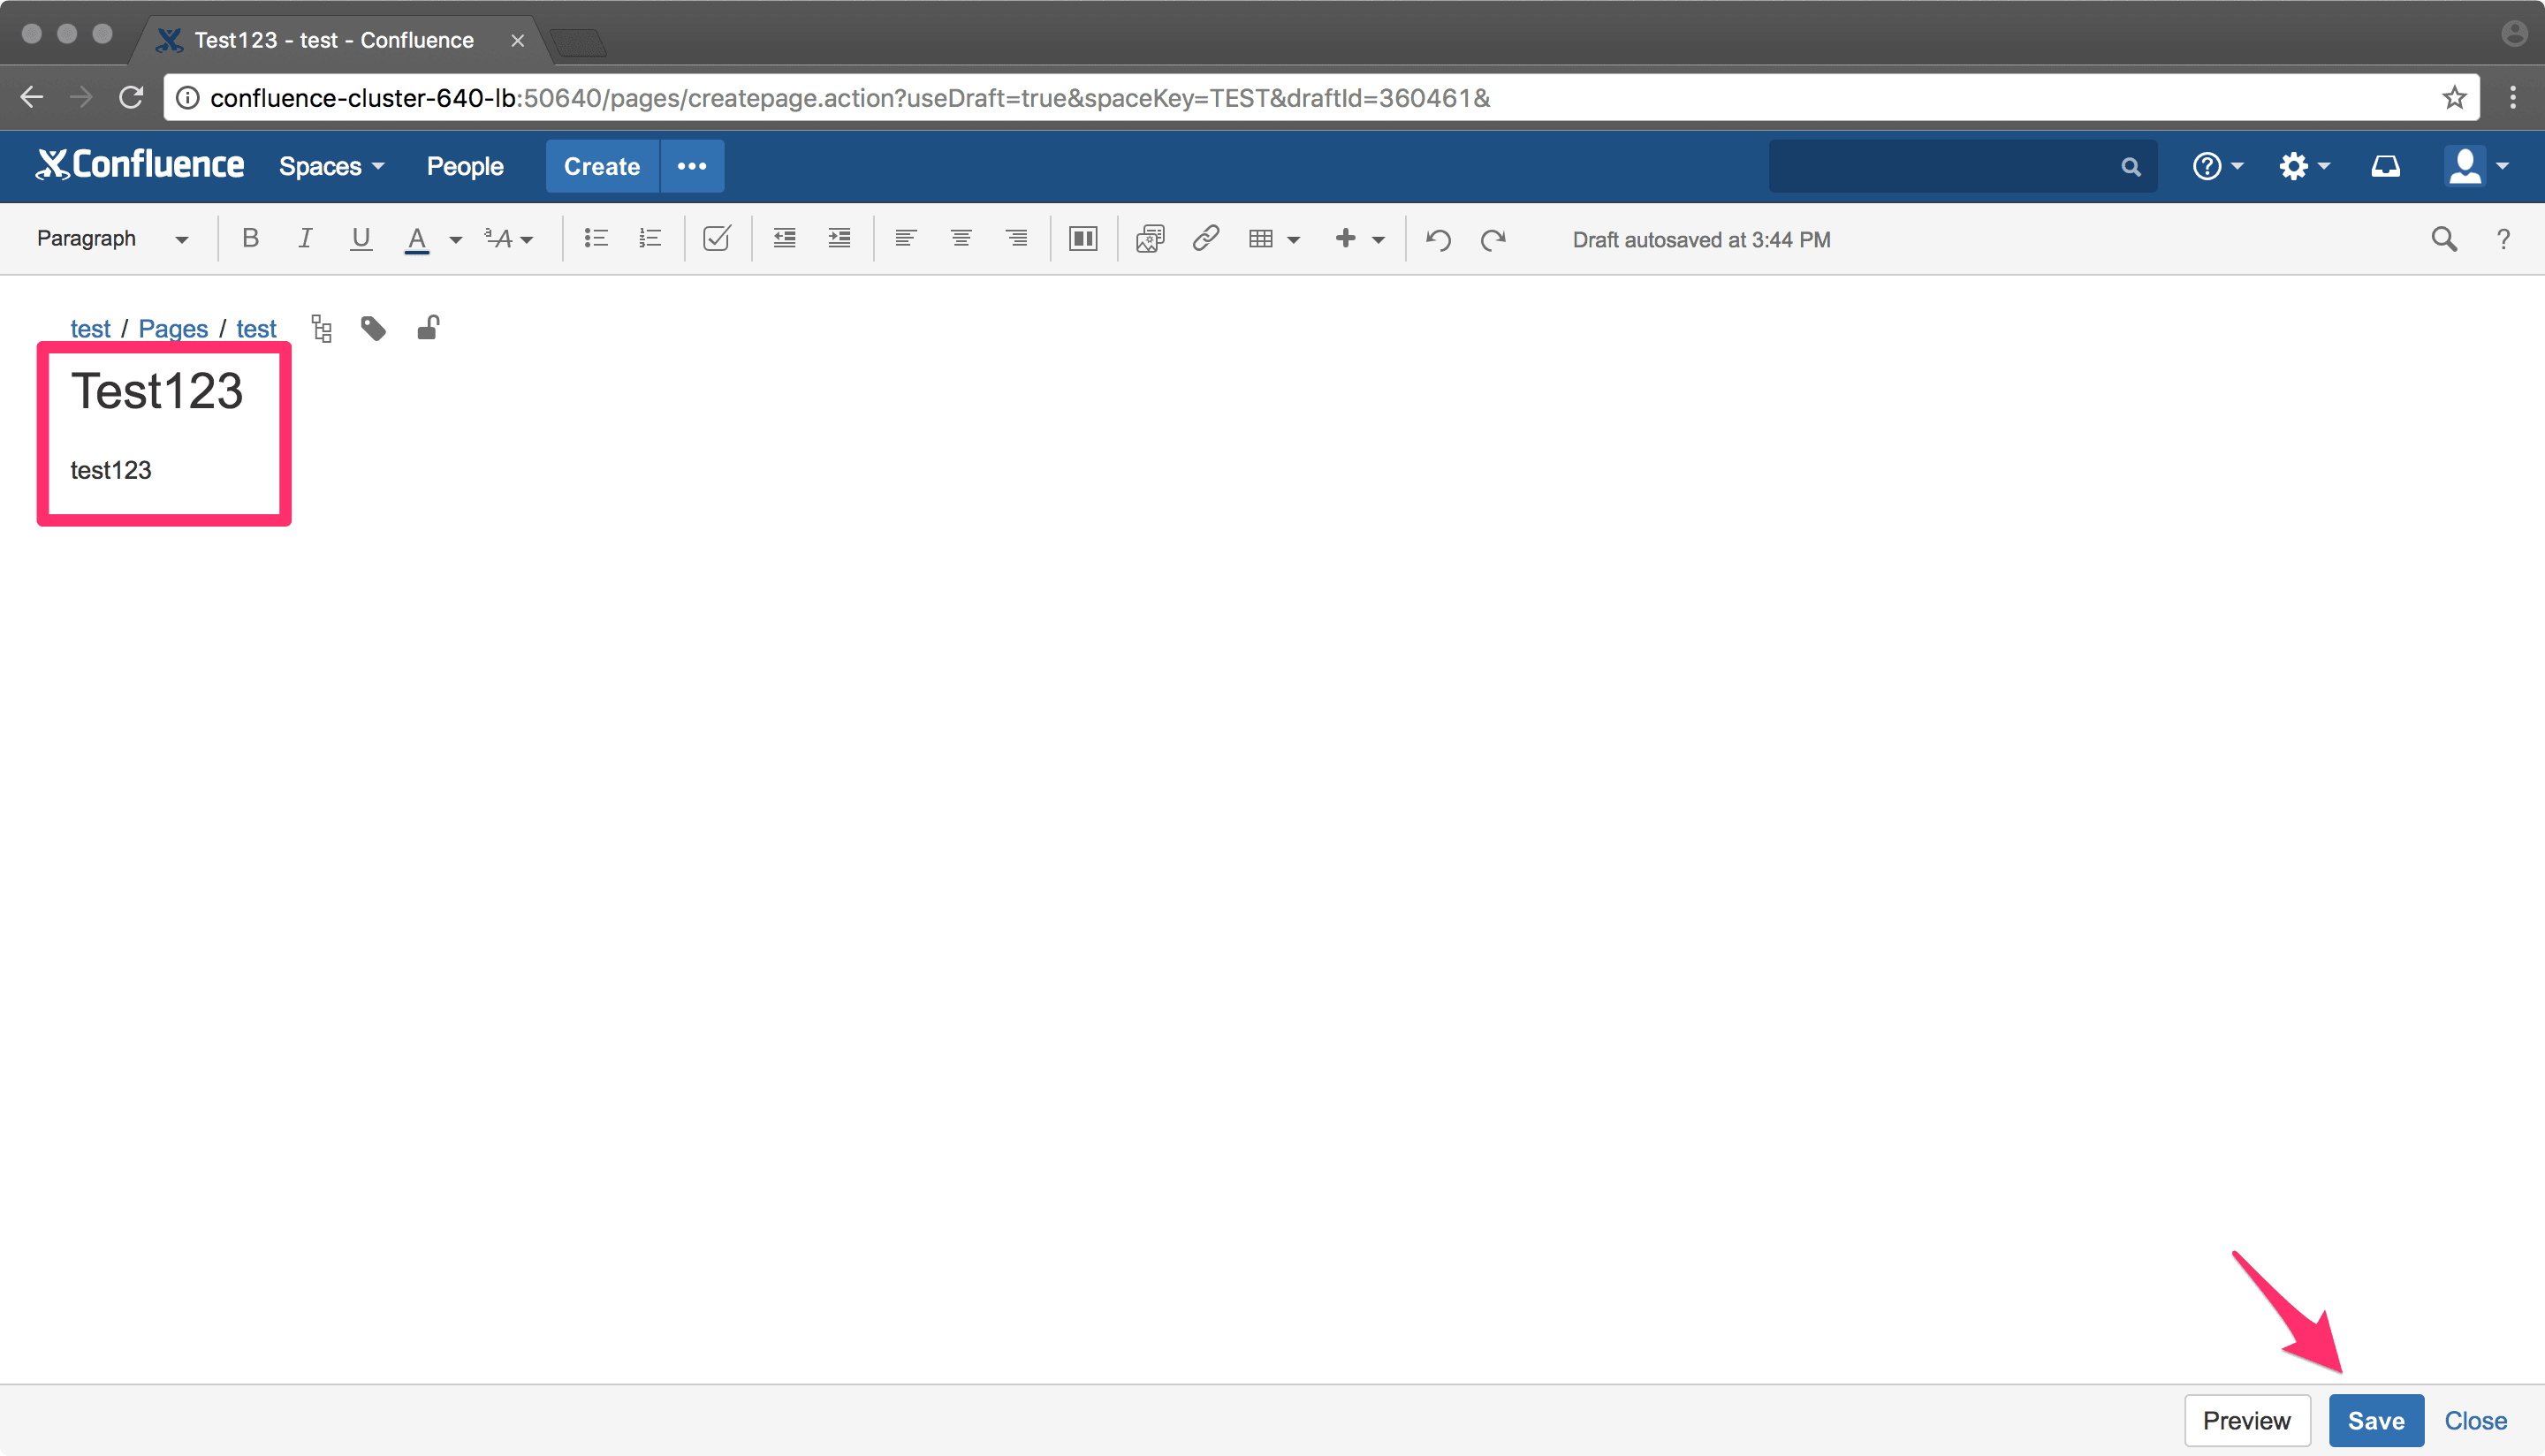 Test123 - test - Confluence
confluence-cluster-640-lb:50640/pages/createpage.action?useDraft=true&spaceKey=TEST&draftId=360461&
Confluence Spaces People Create
Paragraph B I U A aA Draft autosaved at 3:44 PM ?
test / Pages / test
Test123
test123
Preview Save Close